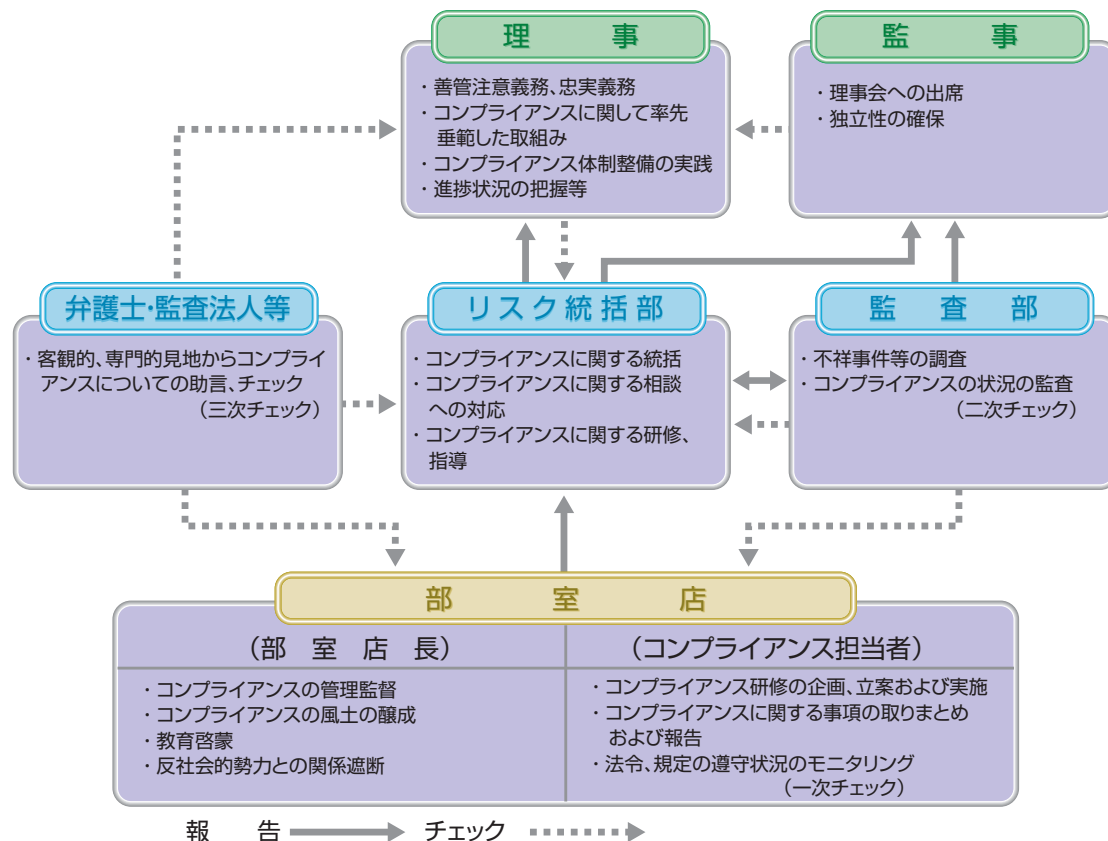 理事
・善管注意義務、忠実義務
・コンプライアンスに関して率先
垂範した取組み
・コンプライアンス体制整備の実践
・進捗状況の把握等
監事
・理事会への出席
・独立性の確保
弁護士・監査法人等
・客観的、専門的見地からコンプライ
アンスについての助言、チェック
（三次チェック）
リスク統括部
・コンプライアンスに関する統括
・コンプライアンスに関する相談
への対応
・コンプライアンスに関する研修、
指導
監査部
・不祥事件等の調査
・コンプライアンスの状況の監査
（二次チェック）
部室店
（部室店長）
・コンプライアンスの管理監督
・コンプライアンスの風土の醸成
・教育啓蒙
・反社会的勢力との関係遮断
（コンプライアンス担当者）
・コンプライアンス研修の企画、立案および実施
・コンプライアンスに関する事項の取りまとめ
および報告
・法令、規定の遵守状況のモニタリング
（一次チェック）
報告 チェック